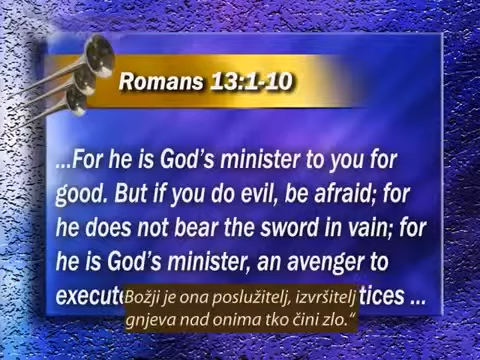 Romans 13:1-10
...For he is God's minister to you for
good. But if you do evil, be afraid; for
he does not bear the sword in vain; for
he is God's minister, an avenger to
execute tices ...
Božji je ona poslužitelj, izvršitelj
gnjeva nad onima tko čini zlo.“